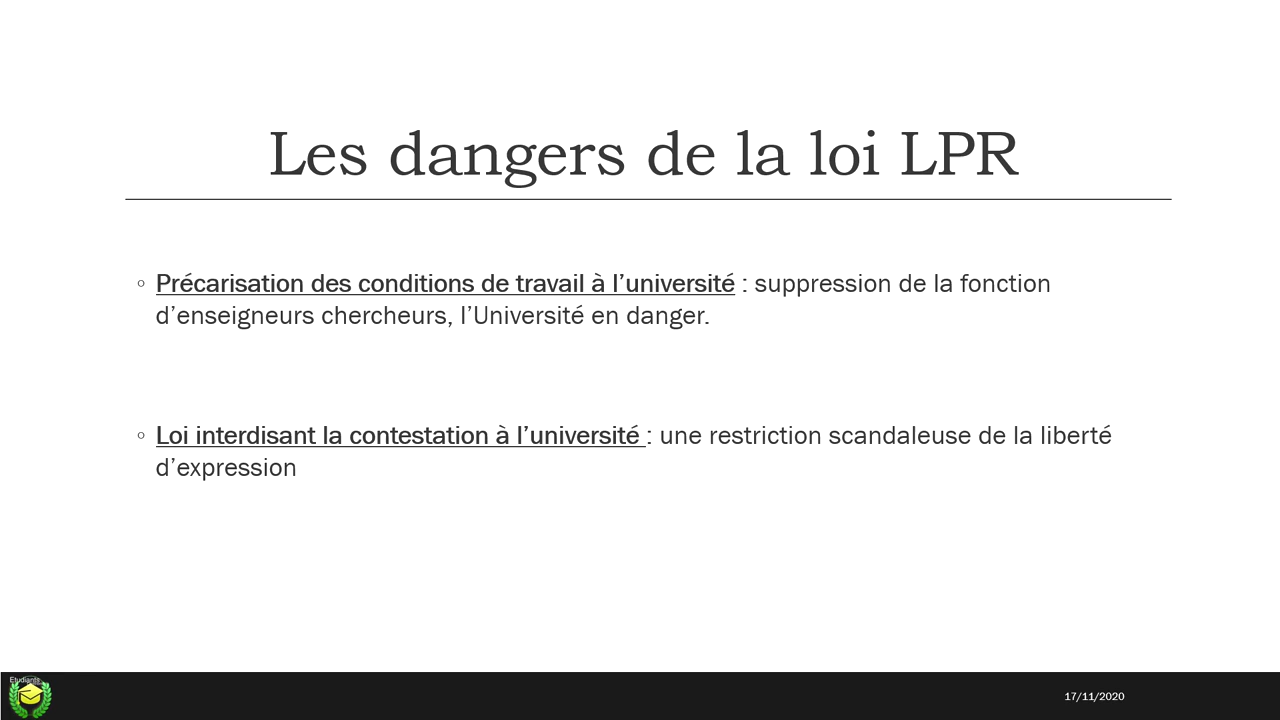 Les dangers de la loi LPR
◦ Précarisation des conditions de travail à l’université : suppression de la fonction
d’enseigneurs chercheurs, l’Université en danger.
◦ Loi interdisant la contestation à l’université : une restriction scandaleuse de la liberté
d’expression
Etudiants
17/11/2020